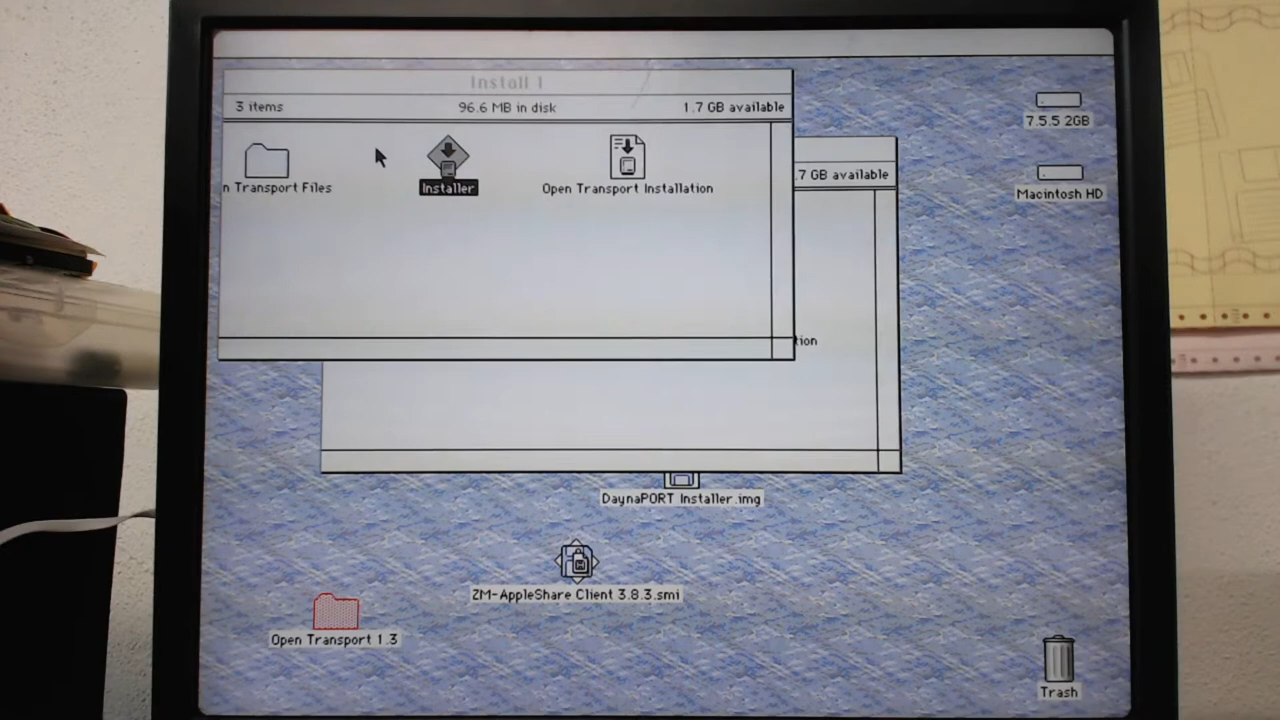 Install 1
3 items 96.6 MB in disk 1.7 GB available
7.5.5 2GB
.7 GB available
n Transport Files Installer Open Transport Installation
Macintosh HD
tion
DaynaPORT Installer.img
ZM-AppleShare Client 3.8.3.smi
Open Transport 1.3
Trash